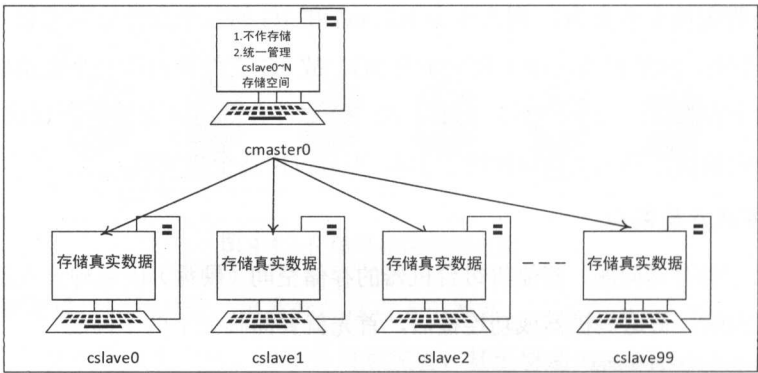 1.不作存储
2.统一管理
cslave0~N
存储空间
cmaster0
存储真实数据
存储真实数据
存储真实数据
存储真实数据
cslave0
cslave1
cslave2
cslave99